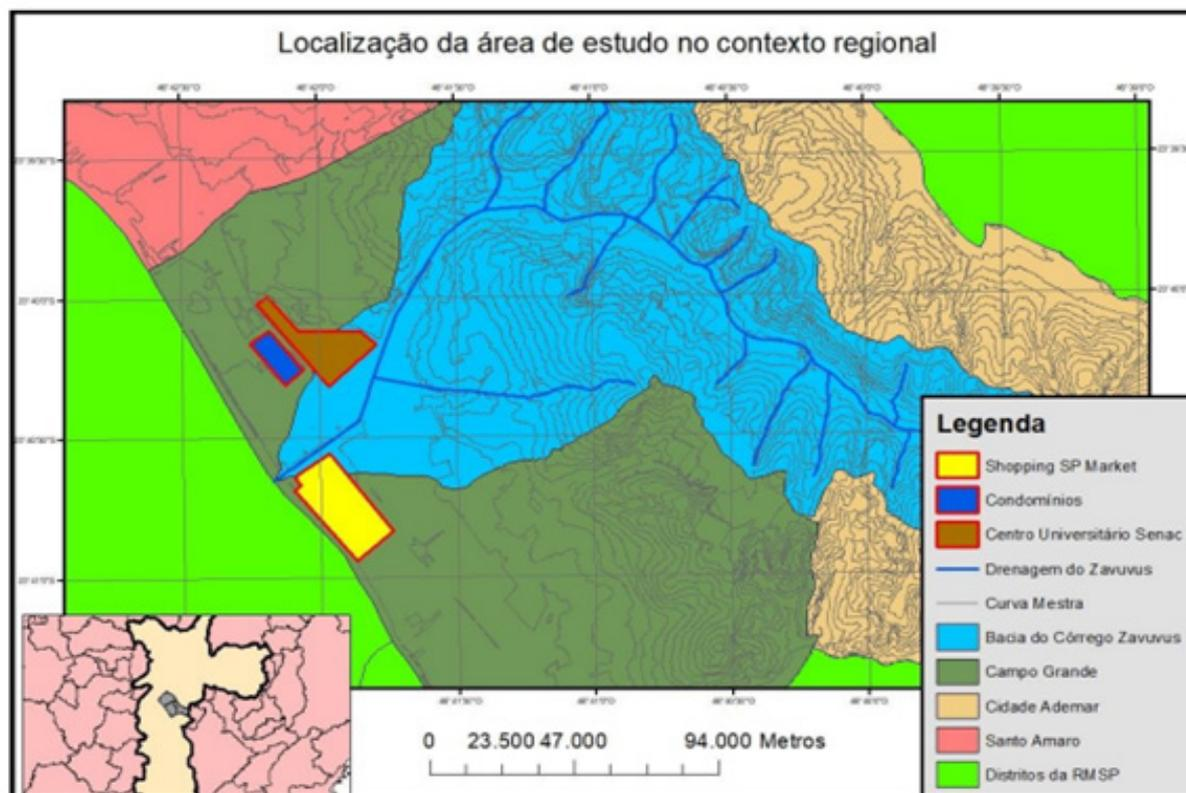 Localização da área de estudo no contexto regional
Legenda
Shopping SP Market
Condomínios
Centro Universitário Senac
Drenagem do Zavuvus
Curva Mestra
Bacia do Córrego Zavuvus
Campo Grande
Cidade Ademar
Santo Amaro
Distritos da RMSP
0 23.500 47.000 94.000 Metros